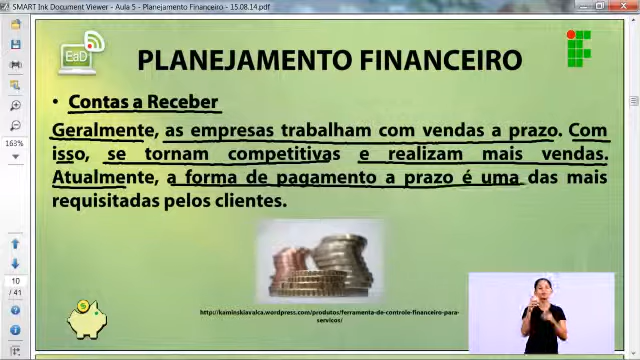 SMART Ink Document Viewer - Aula 5 - Planejamento Financeiro - 15.08.14.pdf
EaD
PLANEJAMENTO FINANCEIRO
• Contas a Receber
Geralmente, as empresas trabalham com vendas a prazo. Com
isso, se tornam competitivas e realizam mais vendas.
Atualmente, a forma de pagamento a prazo é uma das mais
requisitadas pelos clientes.
http://kaminskiavalca.wordpress.com/produtos/ferramenta-de-controle-financeiro-para-
servicos/
163%
10
/ 41